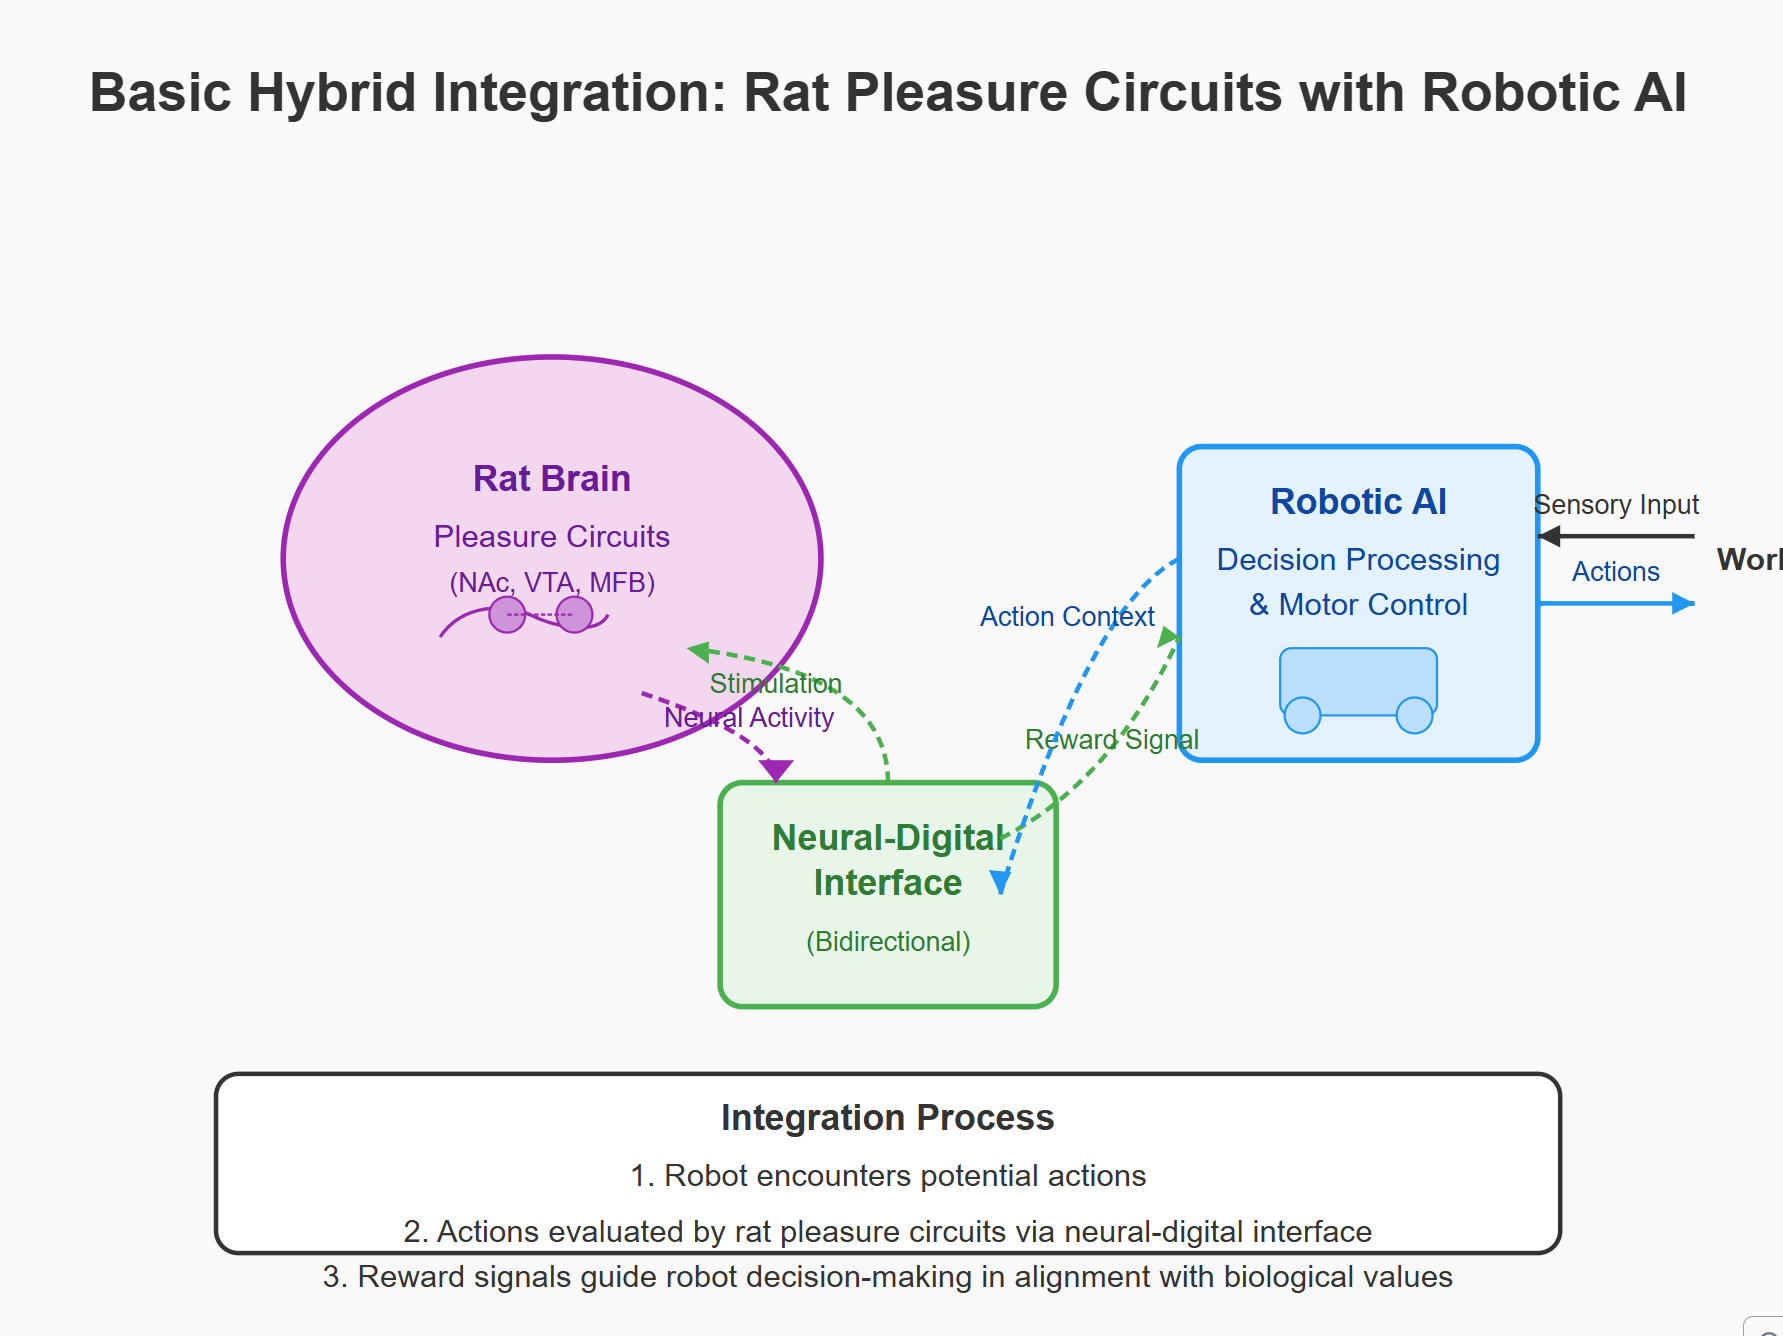 Basic Hybrid Integration: Rat Pleasure Circuits with Robotic AI
Rat Brain
Pleasure Circuits
(NAc, VTA, MFB)
Stimulation
Neural Activity
Neural-Digital
Interface
(Bidirectional)
Action Context
Reward Signal
Robotic AI
Decision Processing
& Motor Control
Sensory Input
Actions
Integration Process
1. Robot encounters potential actions
2. Actions evaluated by rat pleasure circuits via neural-digital interface
3. Reward signals guide robot decision-making in alignment with biological values